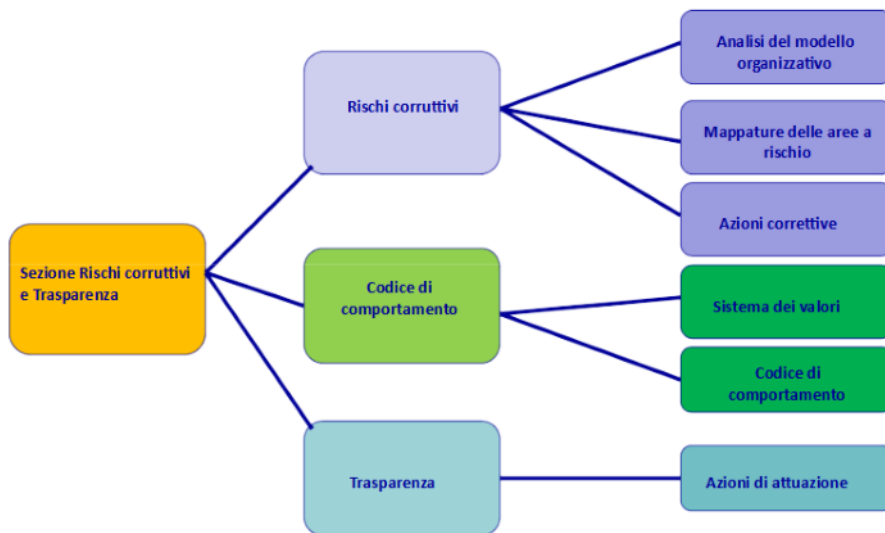 Sezione Rischi corruttivi
e Trasparenza
Rischi corruttivi
Analisi del modello
organizzativo
Mappature delle aree a
rischio
Azioni correttive
Codice di
comportamento
Sistema dei valori
Codice di
comportamento
Trasparenza
Azioni di attuazione